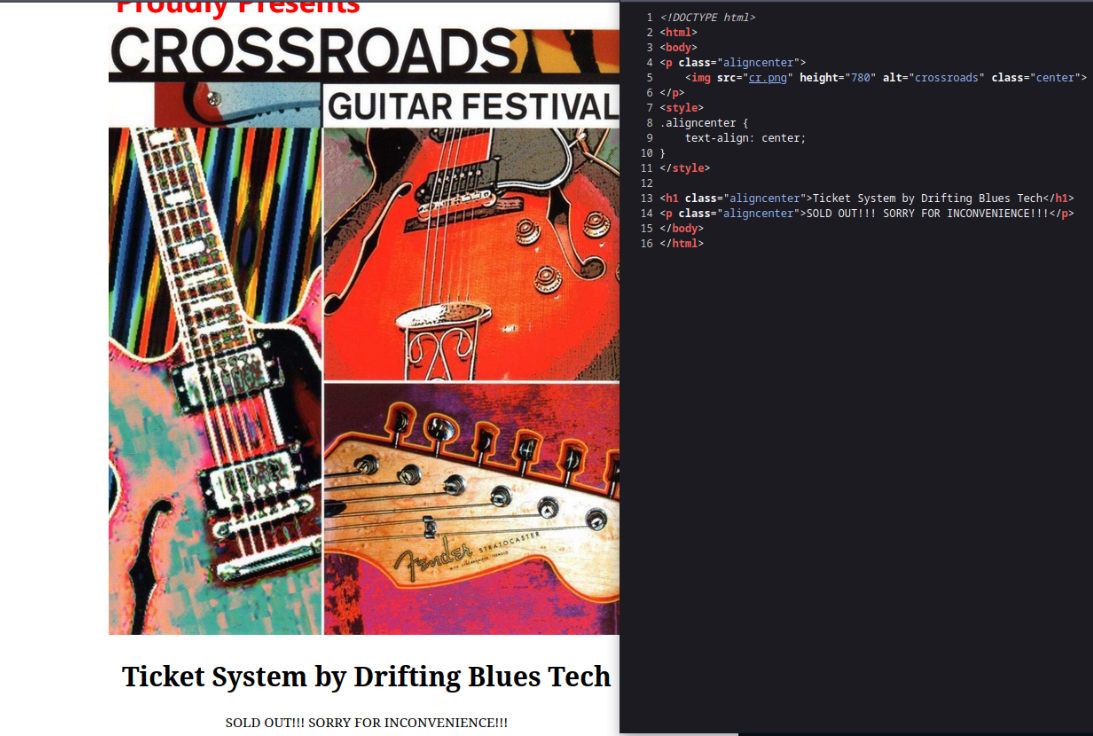 Proudly Presents
CROSSROADS
GUITAR FESTIVAL
Fender STRATOCASTER
Ticket System by Drifting Blues Tech
SOLD OUT!!! SORRY FOR INCONVENIENCE!!!
1 <!DOCTYPE html>
2 <html>
3 <body>
4 <p class="aligncenter">
5     <img src="cr.png" height="780" alt="crossroads" class="center">
6 </p>
7 <style>
8 .aligncenter {
9     text-align: center;
10 }
11 </style>
12
13 <h1 class="aligncenter">Ticket System by Drifting Blues Tech</h1>
14 <p class="aligncenter">SOLD OUT!!! SORRY FOR INCONVENIENCE!!!</p>
15 </body>
16 </html>